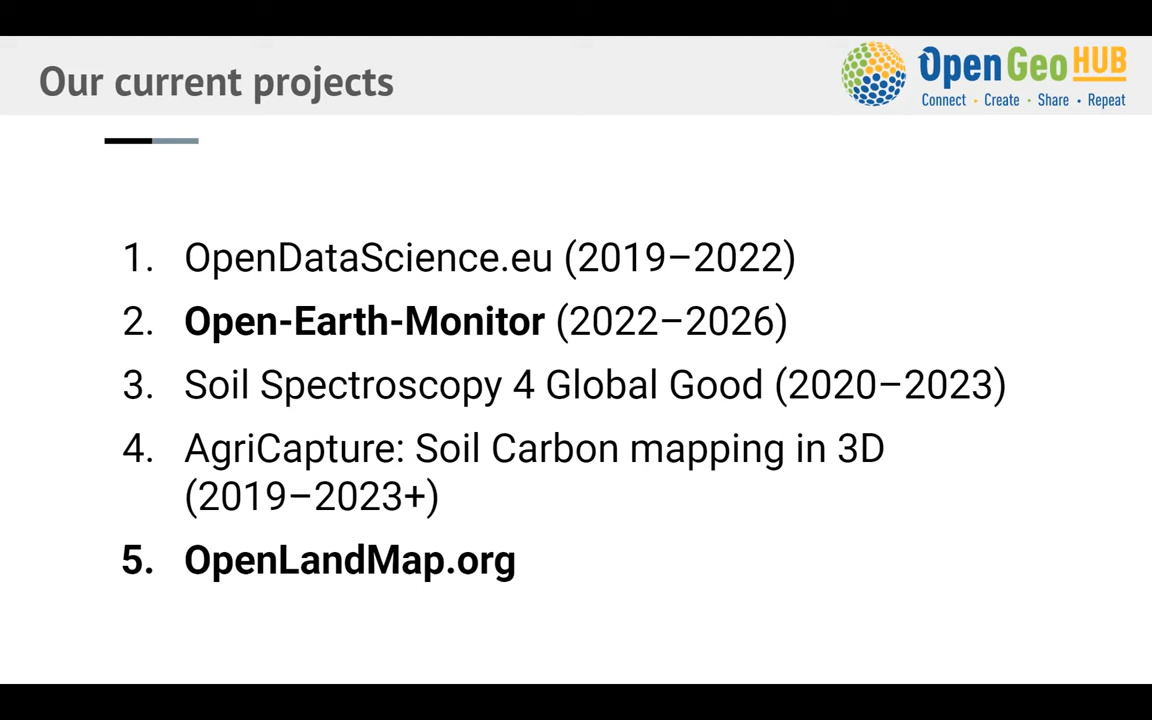 Our current projects
Open Geo HUB
Connect • Create • Share • Repeat
1. OpenDataScience.eu (2019–2022)
2. Open-Earth-Monitor (2022–2026)
3. Soil Spectroscopy 4 Global Good (2020–2023)
4. AgriCapture: Soil Carbon mapping in 3D
(2019–2023+)
5. OpenLandMap.org